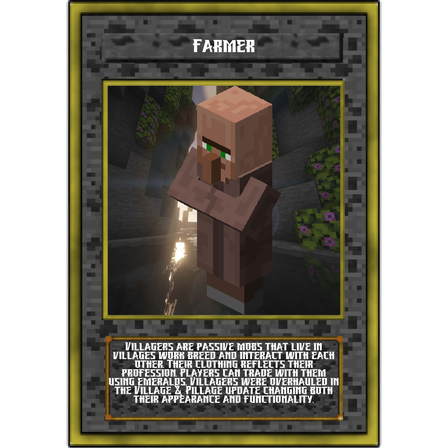 FARMER
VILLAGERS ARE PASSIVE MOBS THAT LIVE IN
VILLAGES WORK BREED AND INTERACT WITH EACH
OTHER THEIR CLOTHING REFLECTS THEIR
PROFESSION. PLAYERS CAN TRADE WITH THEM
USING EMERALDS. VILLAGERS WERE OVERHAULED IN
THE VILLAGE & PILLAGE UPDATE CHANGING BOTH
THEIR APPEARANCE AND FUNCTIONALITY.